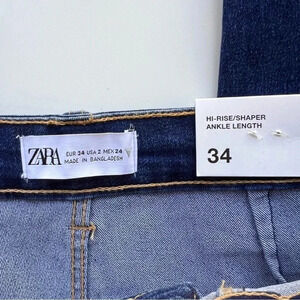 ZARA
EUR 34 USA 2 MEX 24
MADE IN BANGLADESH
HI-RISE/SHAPER
ANKLE LENGTH
34